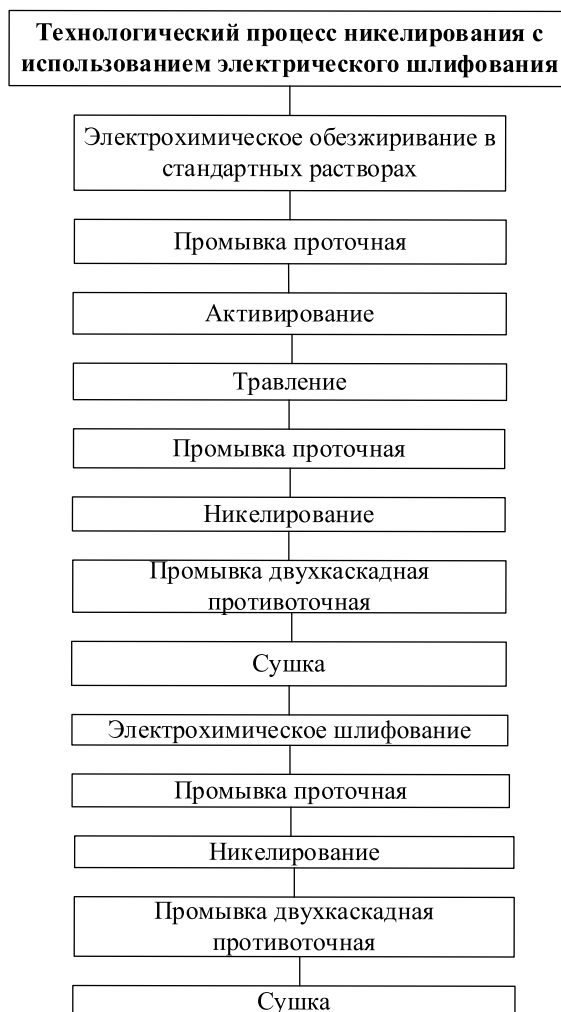 Технологический процесс никелирования с
использованием электрического шлифования
Электрохимическое обезжиривание в
стандартных растворах
Промывка проточная
Активирование
Травление
Промывка проточная
Никелирование
Промывка двухкаскадная
противоточная
Сушка
Электрохимическое шлифование
Промывка проточная
Никелирование
Промывка двухкаскадная
противоточная
Сушка